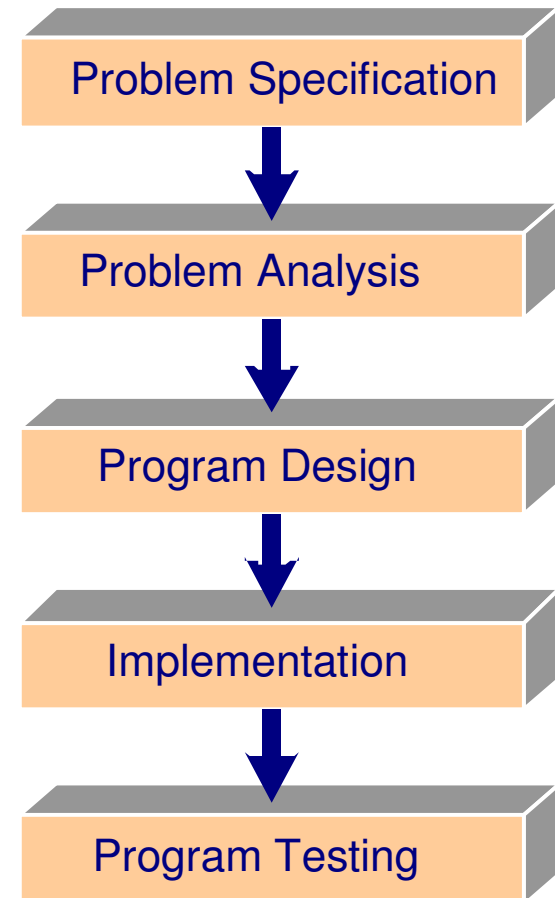 Problem Specification
Problem Analysis
Program Design
Implementation
Program Testing